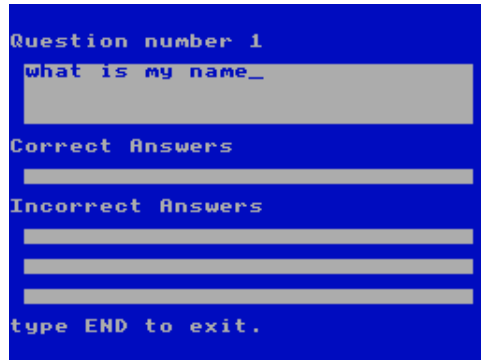 Question number 1
what is my name_
Correct Answers
Incorrect Answers
type END to exit.